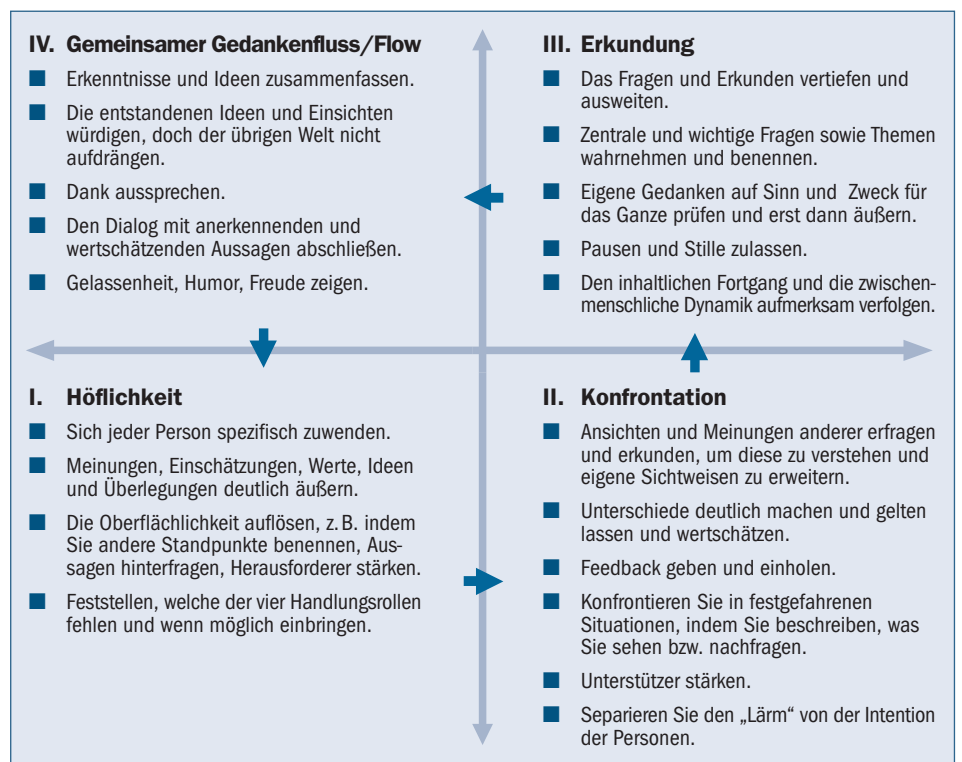 IV. Gemeinsamer Gedankenfluss/Flow
■ Erkenntnisse und Ideen zusammenfassen.
■ Die entstandenen Ideen und Einsichten
würdigen, doch der übrigen Welt nicht
aufdrängen.
■ Dank aussprechen.
■ Den Dialog mit anerkennenden und
wertschätzenden Aussagen abschließen.
■ Gelassenheit, Humor, Freude zeigen.
III. Erkundung
■ Das Fragen und Erkunden vertiefen und
ausweiten.
■ Zentrale und wichtige Fragen sowie Themen
wahrnehmen und benennen.
■ Eigene Gedanken auf Sinn und Zweck für
das Ganze prüfen und erst dann äußern.
■ Pausen und Stille zulassen.
■ Den inhaltlichen Fortgang und die zwischen-
menschliche Dynamik aufmerksam verfolgen.
I. Höflichkeit
■ Sich jeder Person spezifisch zuwenden.
■ Meinungen, Einschätzungen, Werte, Ideen
und Überlegungen deutlich äußern.
■ Die Oberflächlichkeit auflösen, z. B. indem
Sie andere Standpunkte benennen, Aus-
sagen hinterfragen, Herausforderer stärken.
■ Feststellen, welche der vier Handlungsrollen
fehlen und wenn möglich einbringen.
II. Konfrontation
■ Ansichten und Meinungen anderer erfragen
und erkunden, um diese zu verstehen und
eigene Sichtweisen zu erweitern.
■ Unterschiede deutlich machen und gelten
lassen und wertschätzen.
■ Feedback geben und einholen.
■ Konfrontieren Sie in festgefahrenen
Situationen, indem Sie beschreiben, was
Sie sehen bzw. nachfragen.
■ Unterstützer stärken.
■ Separieren Sie den „Lärm“ von der Intention
der Personen.